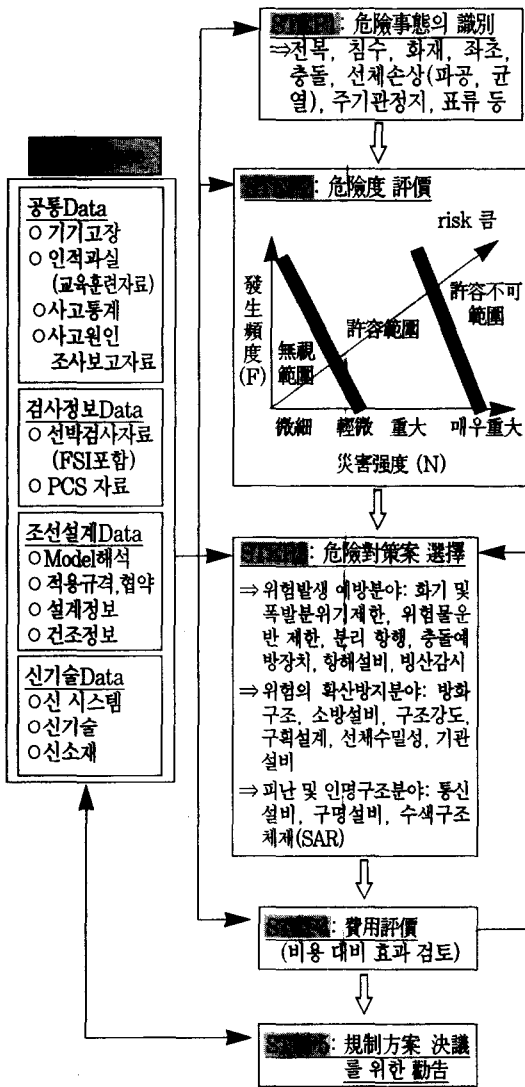 : 危險事態의 識別
⇒전복, 침수, 화재, 좌초,
충돌, 선체손상(파공, 균
열), 주기관정지, 표류 등
공통Data
○ 기기고장
○ 인적과실
(교육훈련자료)
○사고통계
○사고원인
조사보고자료
검사정보Data
○ 선박검사자료
(FSI포함)
○ PCS 자료
조선설계Data
○Model해석
○적용규격,협약
○설계정보
○건조정보
신기술Data
○신 시스템
○신기술
○신소재
: 危險度 評價
risk 큼
發生頻度(F)
無視範圍
許容範圍
許容不可範圍
微細 輕微 重大 매우重大
災害强度 (N)
: 危險對策案 選擇
⇒위험발생 예방분야: 화기 및
폭발분위기제한, 위험물운
반 제한, 분리 항행, 충돌예
방장치, 항해설비, 빙산감시
⇒위험의 확산방지분야: 방화
구조, 소방설비, 구조강도,
구획설계, 선체수밀성, 기관
설비
⇒피난 및 인명구조분야: 통신
설비, 구명설비, 수색구조
체재(SAR)
: 費用評價
(비용 대비 효과 검토)
: 規制方案 決議
를 위한 勸告